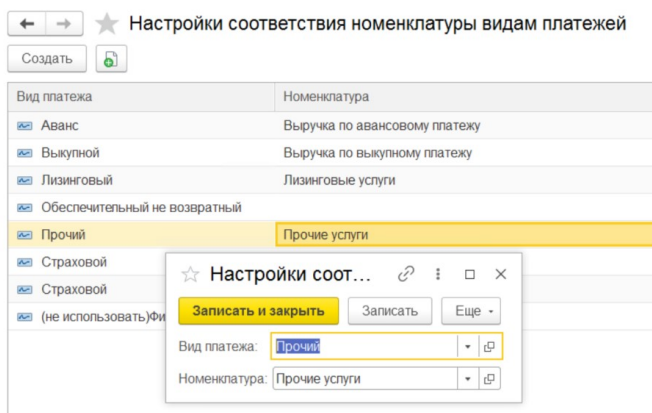 Настройки соответствия номенклатуры видам платежей
Создать
Вид платежа Номенклатура
Аванс Выручка по авансовому платежу
Выкупной Выручка по выкупному платежу
Лизинговый Лизинговые услуги
Обеспечительный не возвратный
Прочий Прочие услуги
Страховой
Страховой
(не использовать)Фи
Настройки соот...
Записать и закрыть Записать Еще
Вид платежа: Прочий
Номенклатура: Прочие услуги